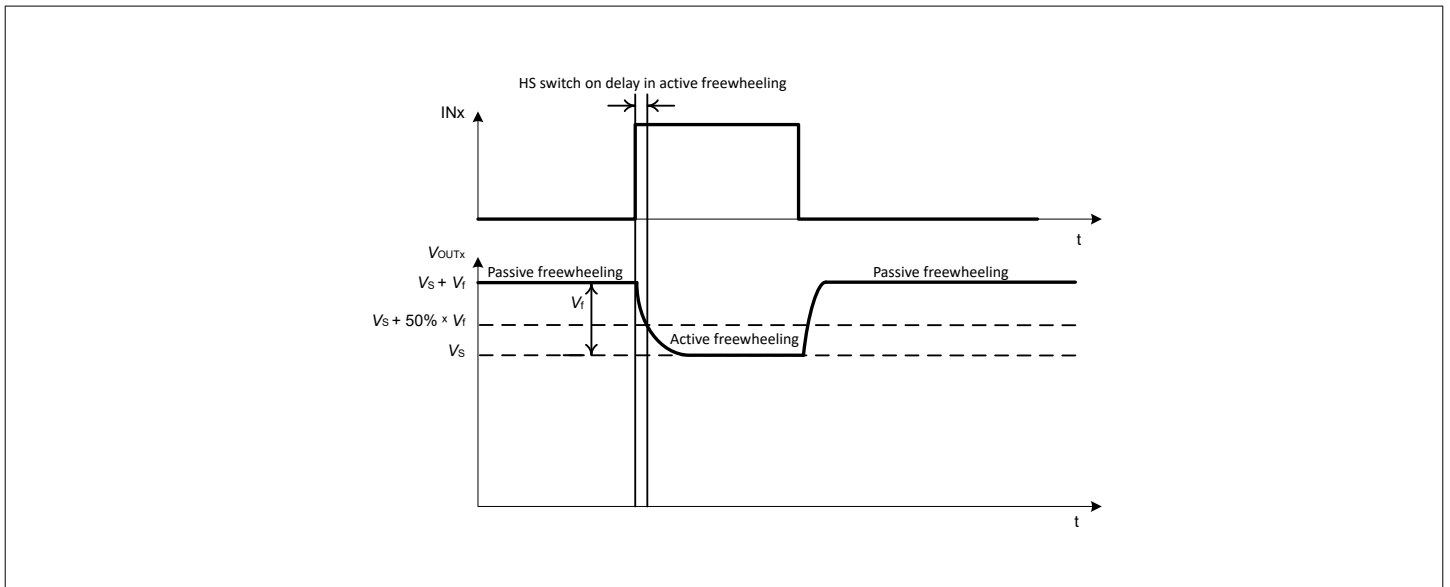 HS switch on delay in active freewheeling
INx
t
VOUTx
Passive freewheeling
Passive freewheeling
VS + Vf
Vf
VS + 50% x Vf
Active freewheeling
VS
t